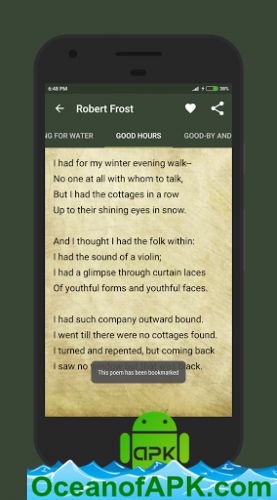 6:48 PM
38%
Robert Frost
NG FOR WATER
GOOD HOURS
GOOD-BY AND
I had for my winter evening walk--
No one at all with whom to talk,
But I had the cottages in a row
Up to their shining eyes in snow.
And I thought I had the folk within:
I had the sound of a violin;
I had a glimpse through curtain laces
Of youthful forms and youthful faces.
I had such company outward bound.
I went till there were no cottages found.
I turned and repented, but coming back
I saw no back.
This poem has been bookmarked
apk
OceanofAPK.com